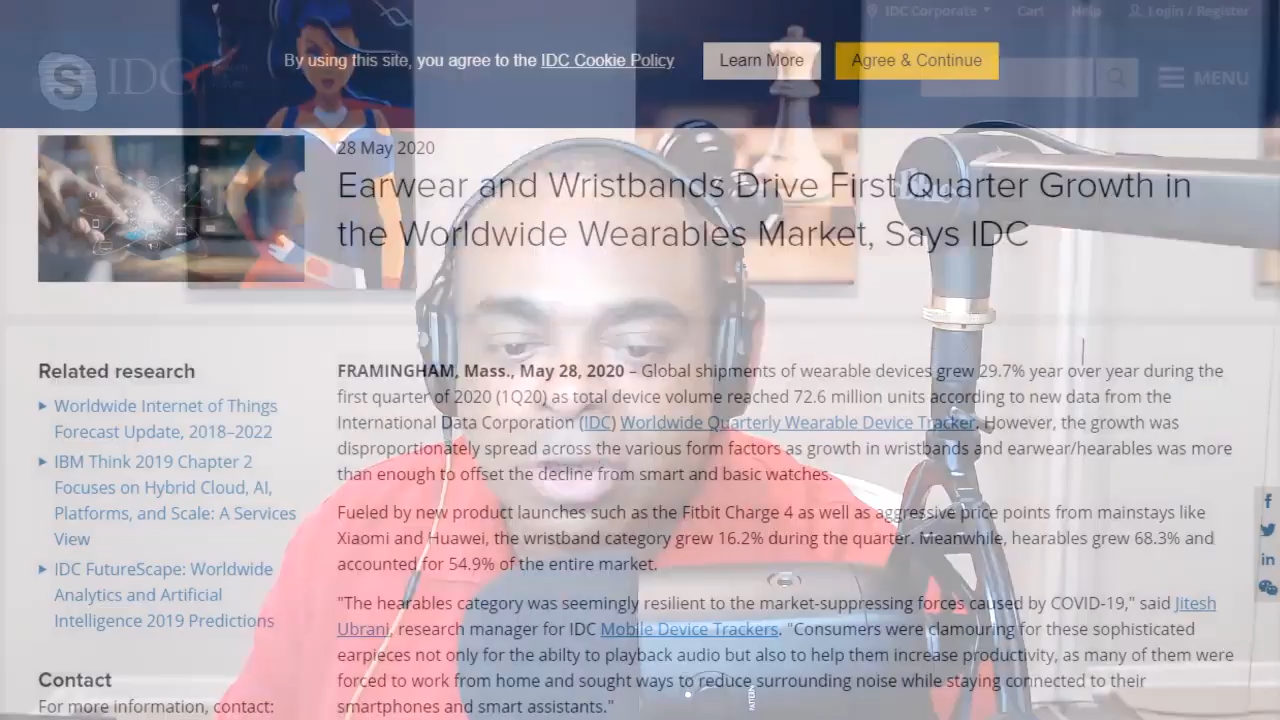 IDC Corporate
Cart
Help
Login / Register
By using this site, you agree to the IDC Cookie Policy
Learn More
Agree & Continue
S
IDC
MENU
28 May 2020
Earwear and Wristbands Drive First Quarter Growth in
the Worldwide Wearables Market, Says IDC
Related research
Worldwide Internet of Things
Forecast Update, 2018–2022
IBM Think 2019 Chapter 2
Focuses on Hybrid Cloud, AI,
Platforms, and Scale: A Services
View
IDC FutureScape: Worldwide
Analytics and Artificial
Intelligence 2019 Predictions
Contact
For more information, contact:
FRAMINGHAM, Mass., May 28, 2020 – Global shipments of wearable devices grew 29.7% year over year during the
first quarter of 2020 (1Q20) as total device volume reached 72.6 million units according to new data from the
International Data Corporation (IDC) Worldwide Quarterly Wearable Device Tracker. However, the growth was
disproportionately spread across the various form factors as growth in wristbands and earwear/hearables was more
than enough to offset the decline from smart and basic watches.
Fueled by new product launches such as the Fitbit Charge 4 as well as aggressive price points from mainstays like
Xiaomi and Huawei, the wristband category grew 16.2% during the quarter. Meanwhile, hearables grew 68.3% and
accounted for 54.9% of the entire market.
"The hearables category was seemingly resilient to the market-suppressing forces caused by COVID-19," said Jitesh
Ubrani, research manager for IDC Mobile Device Trackers. "Consumers were clamouring for these sophisticated
earpieces not only for the abilty to playback audio but also to help them increase productivity, as many of them were
forced to work from home and sought ways to reduce surrounding noise while staying connected to their
smartphones and smart assistants."
PATTERN
f
in